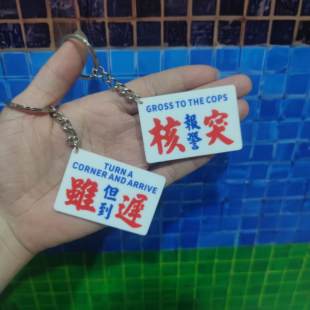 GROSS TO THE COPS
核報警突
TURN A
CORNER AND ARRIVE
雖但到遲